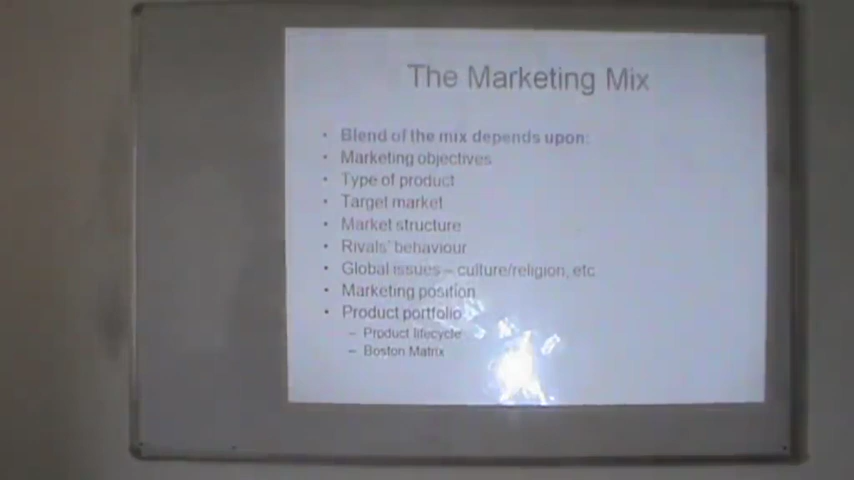 The Marketing Mix
• Blend of the mix depends upon:
• Marketing objectives
• Type of product
• Target market
• Market structure
• Rivals' behaviour
• Global issues – culture/religion, etc
• Marketing position
• Product portfolio
– Product lifecycle
– Boston Matrix